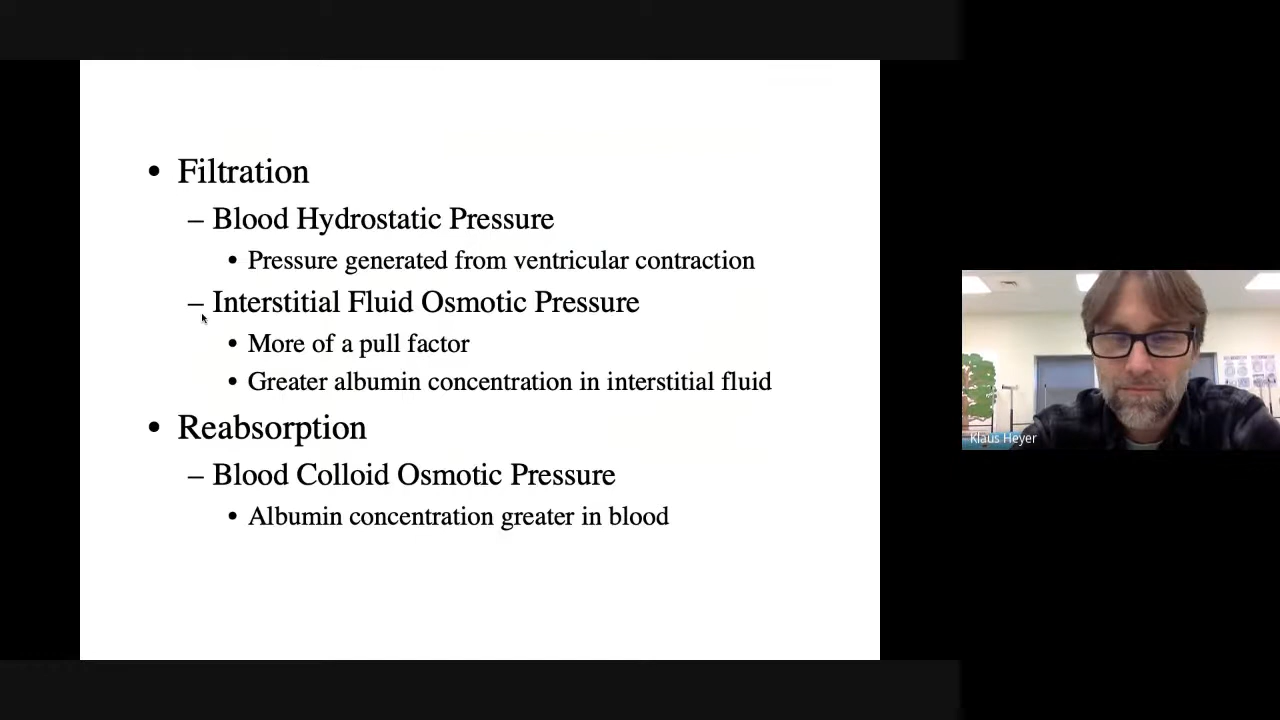 • Filtration
– Blood Hydrostatic Pressure
• Pressure generated from ventricular contraction
– Interstitial Fluid Osmotic Pressure
• More of a pull factor
• Greater albumin concentration in interstitial fluid
• Reabsorption
– Blood Colloid Osmotic Pressure
• Albumin concentration greater in blood
Klaus Heyer